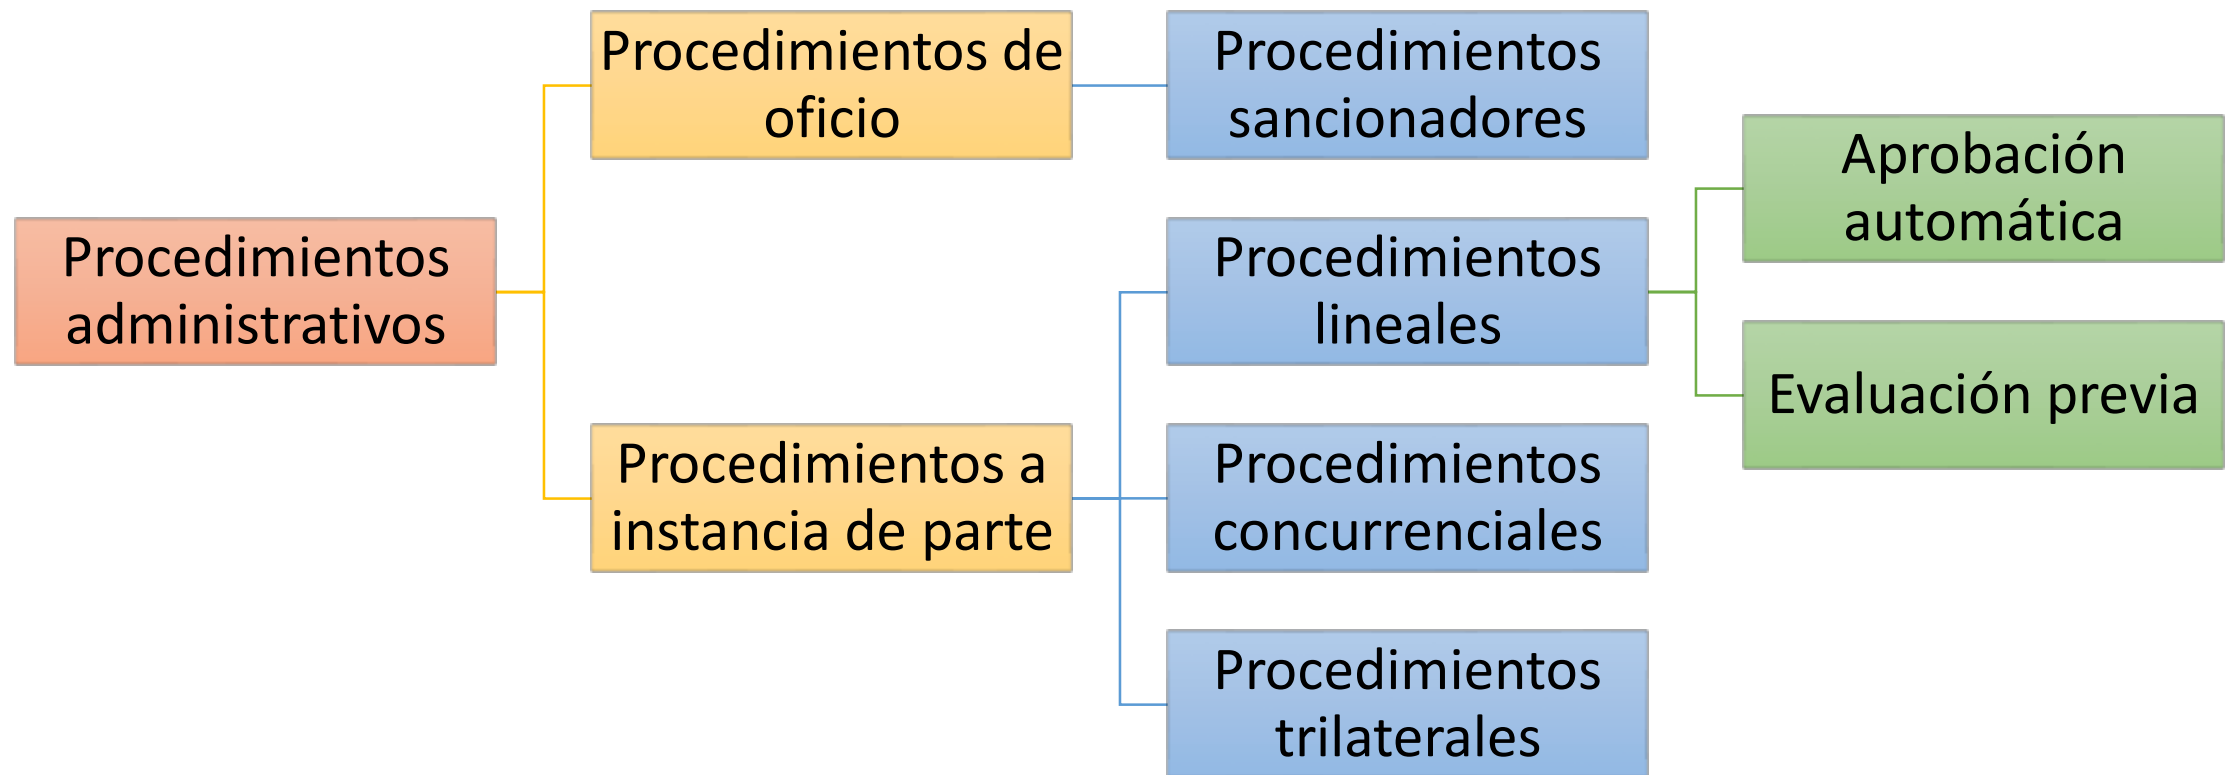 Procedimientos
administrativos
Procedimientos de
oficio
Procedimientos
sancionadores
Procedimientos a
instancia de parte
Procedimientos
lineales
Aprobación
automática
Evaluación previa
Procedimientos
concurrenciales
Procedimientos
trilaterales